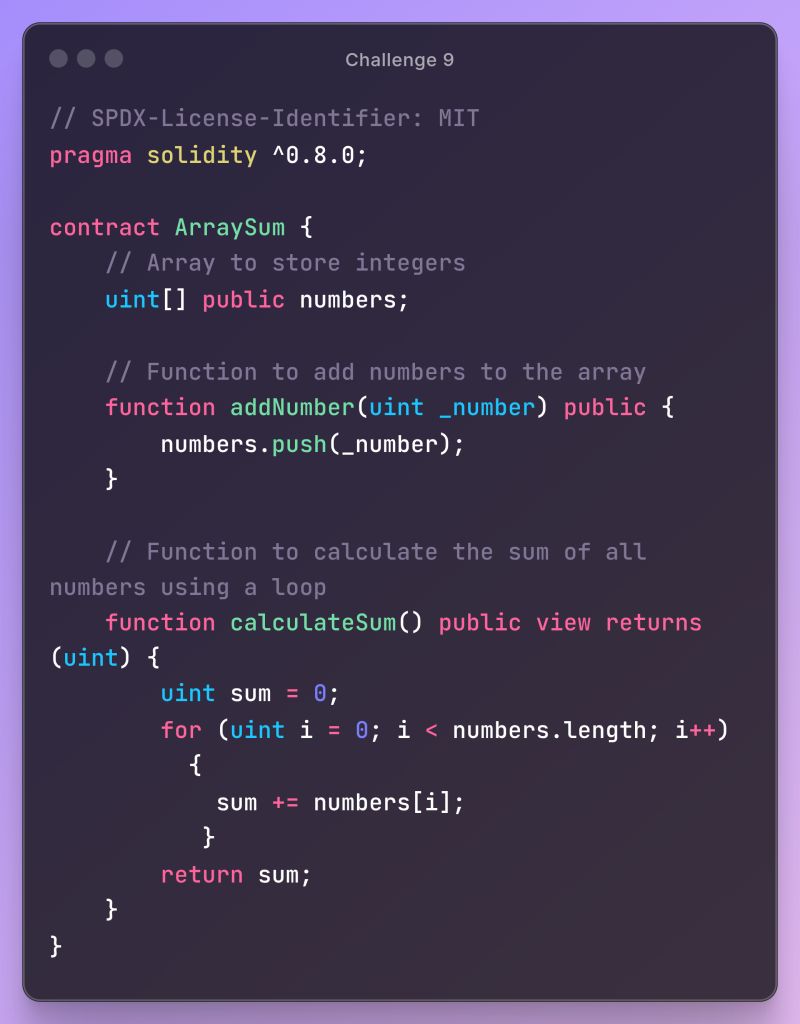 Challenge 9
// SPDX-License-Identifier: MIT
pragma solidity ^0.8.0;
contract ArraySum {
    // Array to store integers
    uint[] public numbers;
    // Function to add numbers to the array
    function addNumber(uint _number) public {
        numbers.push(_number);
    }
    // Function to calculate the sum of all
numbers using a loop
    function calculateSum() public view returns
(uint) {
        uint sum = 0;
        for (uint i = 0; i < numbers.length; i++)
          {
            sum += numbers[i];
           }
        return sum;
    }
}